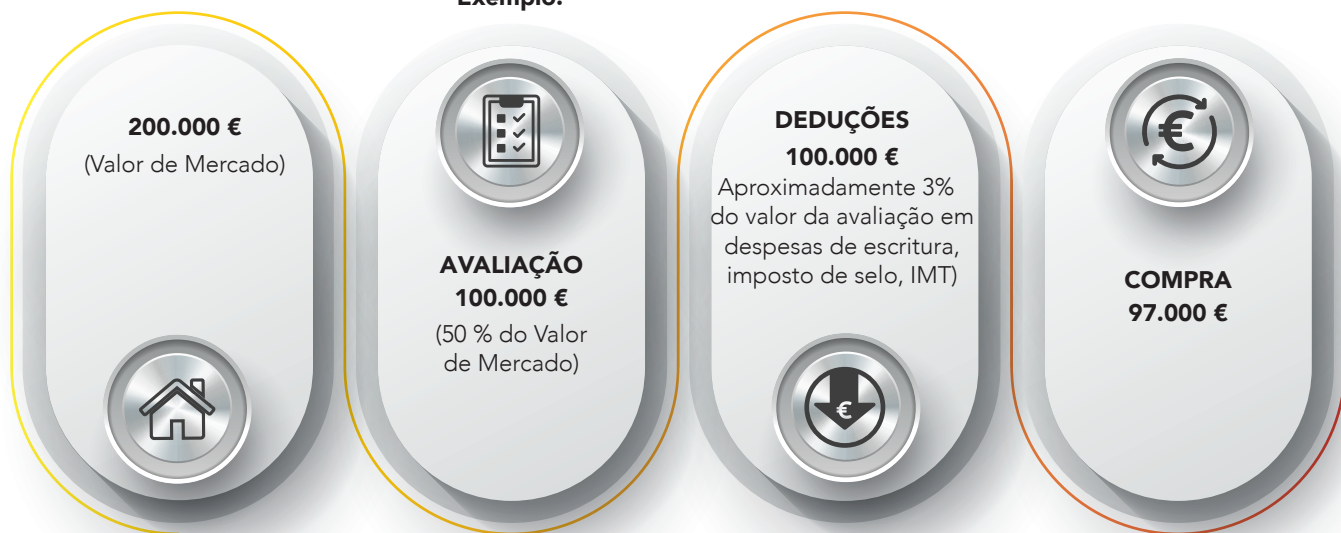 Exemplo:
200.000 €
(Valor de Mercado)
AVALIAÇÃO
100.000 €
(50 % do Valor
de Mercado)
DEDUÇÕES
100.000 €
Aproximadamente 3%
do valor da avaliação em
despesas de escritura,
imposto de selo, IMT)
€
COMPRA
97.000 €
€